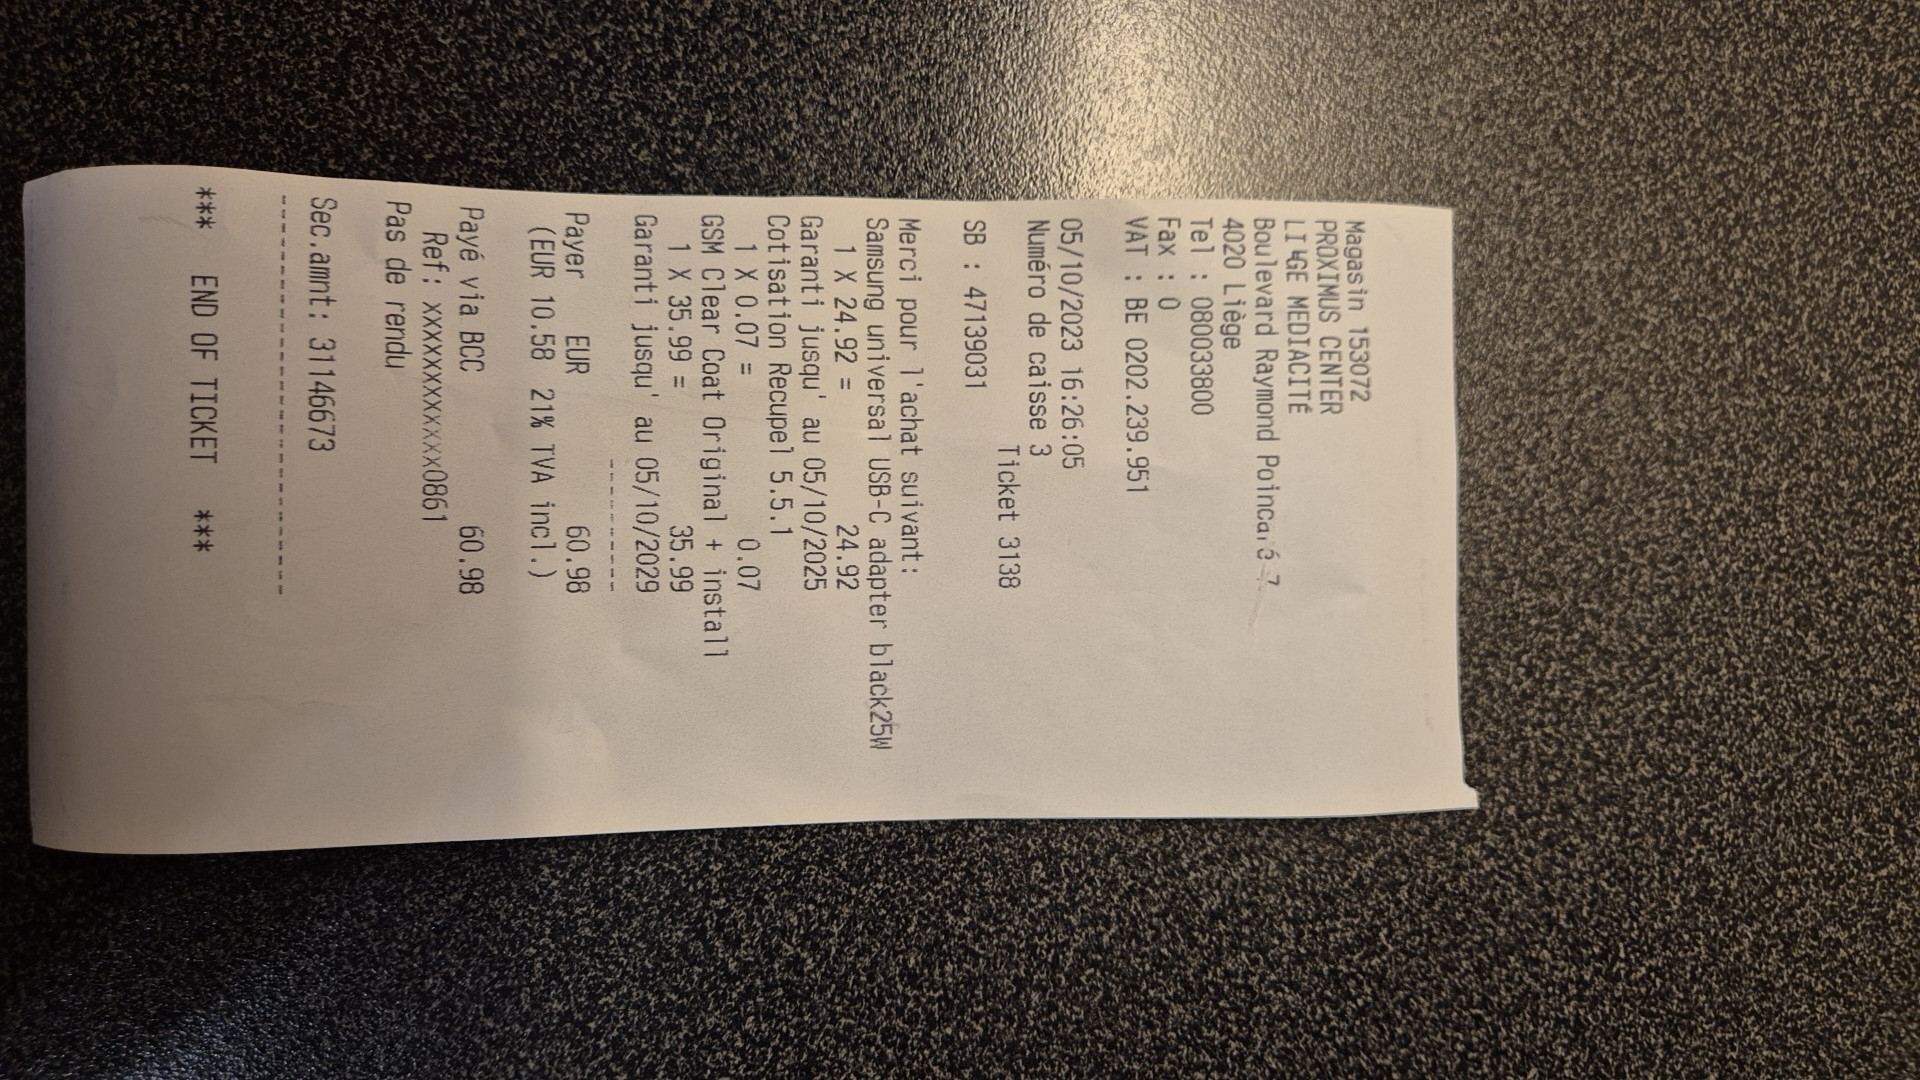 Magasin 153072
PROXIMUS CENTER
LIEGE MEDIACITÉ
Boulevard Raymond Poincaré 7
4020 Liège
Tel : 080033800
Fax : 0
VAT : BE 0202.239.951
05/10/2023 16:26:05
Numéro de caisse 3
Ticket 3138
SB : 47139031
Merci pour l'achat suivant:
Samsung universal USB-C adapter black25W
1 X 24.92 = 24.92
Garanti jusqu' au 05/10/2025
Cotisation Recupel 5.5.1
1 X 0.07 = 0.07
GSM Clear Coat Original + install
1 X 35.99 = 35.99
Garanti jusqu' au 05/10/2029
----------
Payer EUR 60.98
(EUR 10.58 21% TVA incl.)
Payé via BCC 60.98
Ref: xxxxxxxxxxxxx0861
Pas de rendu
Sec.amnt: 31146673
------------------------------
*** END OF TICKET ***